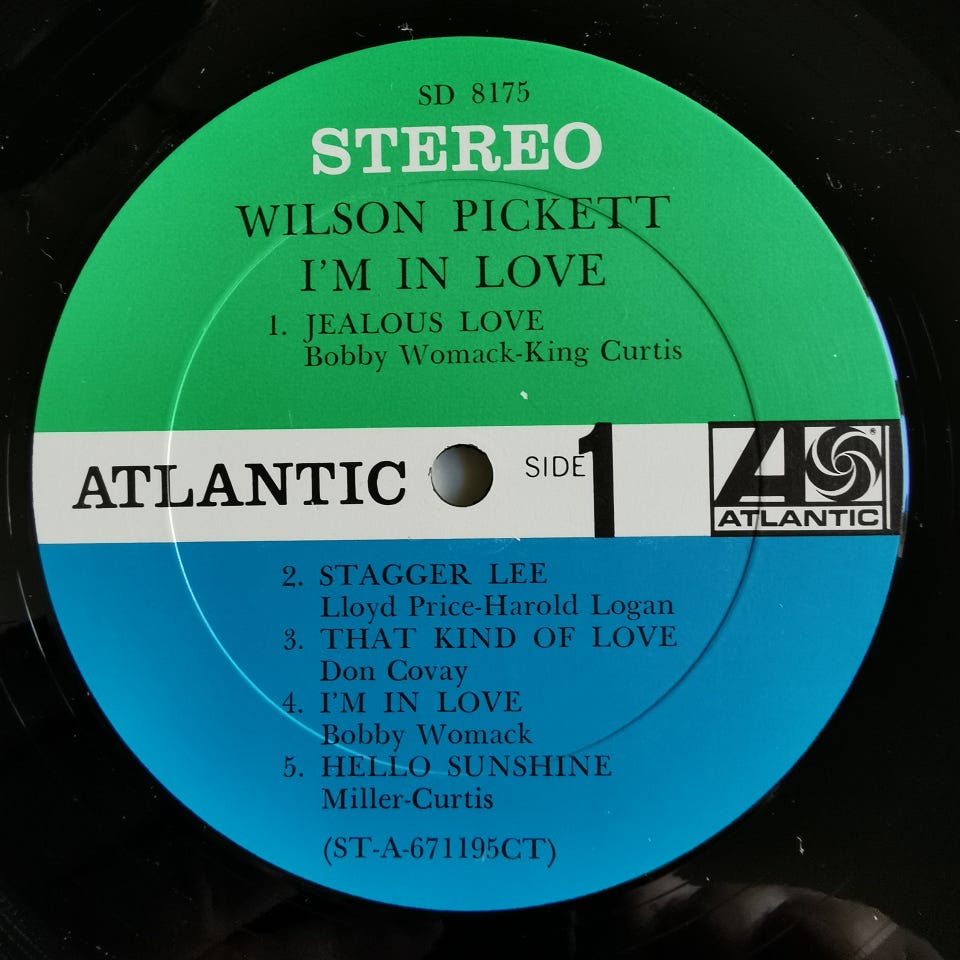 SD 8175
STEREO
WILSON PICKETT
I'M IN LOVE
1. JEALOUS LOVE
Bobby Womack-King Curtis
ATLANTIC SIDE 1
ATLANTIC
2. STAGGER LEE
Lloyd Price-Harold Logan
3. THAT KIND OF LOVE
Don Covay
4. I'M IN LOVE
Bobby Womack
5. HELLO SUNSHINE
Miller-Curtis
(ST-A-671195CT)